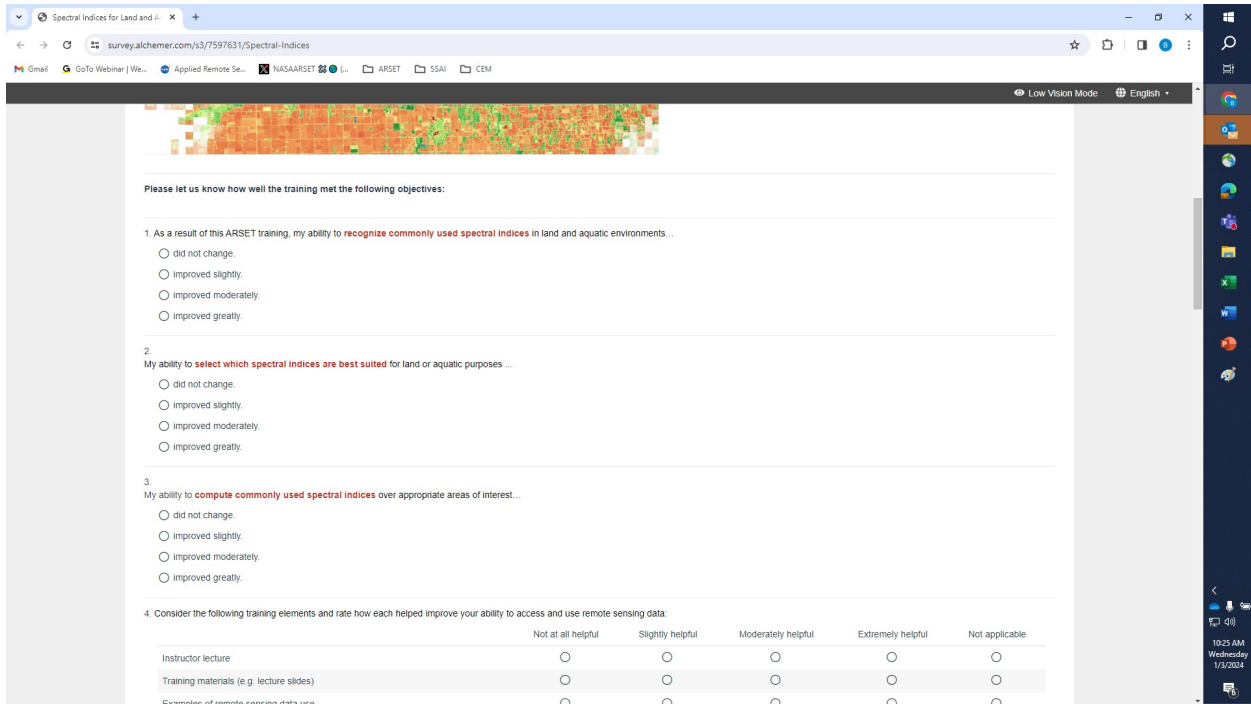 Spectral Indices for Land and A
survey.alchemer.com/s3/7597631/Spectral-Indices
B
Gmail
GoTo Webinar | We...
Applied Remote Se...
NASAARSET
ARSET
SSAI
CEM
Low Vision Mode
English
Please let us know how well the training met the following objectives:
1. As a result of this ARSET training, my ability to recognize commonly used spectral indices in land and aquatic environments...
did not change.
improved slightly.
improved moderately.
improved greatly.
2.
My ability to select which spectral indices are best suited for land or aquatic purposes ...
did not change.
improved slightly.
improved moderately.
improved greatly.
3.
My ability to compute commonly used spectral indices over appropriate areas of interest...
did not change.
improved slightly.
improved moderately.
improved greatly.
4. Consider the following training elements and rate how each helped improve your ability to access and use remote sensing data:
Not at all helpful Slightly helpful Moderately helpful Extremely helpful Not applicable
Instructor lecture
Training materials (e.g. lecture slides)
Examples of remote sensing data use
10:25 AM
Wednesday
1/3/2024
6